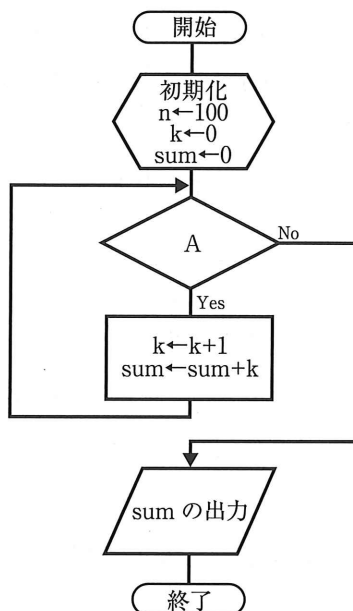 開始
初期化
n←100
k←0
sum←0
A
No
Yes
k←k+1
sum←sum+k
sum の出力
終了